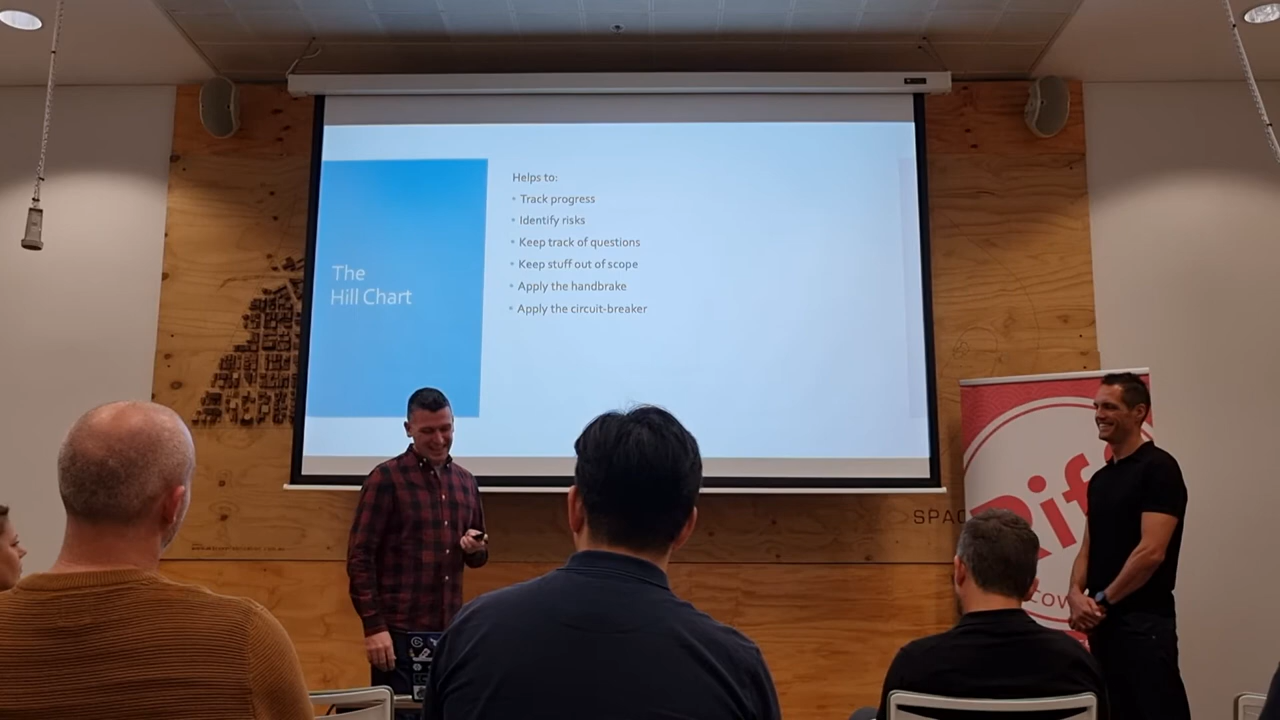 The
Hill Chart
Helps to:
Track progress
Identify risks
Keep track of questions
Keep stuff out of scope
Apply the handbrake
Apply the circuit-breaker